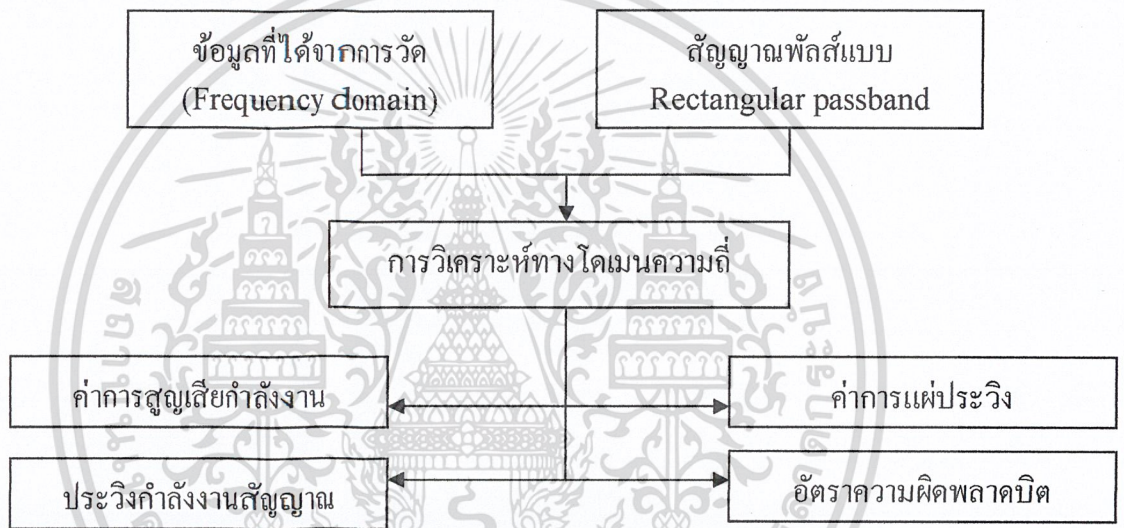 ข้อมูลที่ได้จากการวัด
(Frequency domain)
สัญญาณพัลส์แบบ
Rectangular passband
การวิเคราะห์ทางโดเมนความถี่
ค่าการสูญเสียกำลังงาน
ค่าการแผ่ประวิง
ประวิงกำลังงานสัญญาณ
อัตราความผิดพลาดบิต